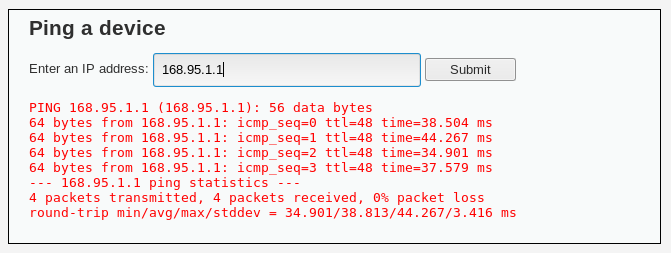 Ping a device
Enter an IP address: 168.95.1.1 Submit
PING 168.95.1.1 (168.95.1.1): 56 data bytes
64 bytes from 168.95.1.1: icmp_seq=0 ttl=48 time=38.504 ms
64 bytes from 168.95.1.1: icmp_seq=1 ttl=48 time=44.267 ms
64 bytes from 168.95.1.1: icmp_seq=2 ttl=48 time=34.901 ms
64 bytes from 168.95.1.1: icmp_seq=3 ttl=48 time=37.579 ms
--- 168.95.1.1 ping statistics ---
4 packets transmitted, 4 packets received, 0% packet loss
round-trip min/avg/max/stddev = 34.901/38.813/44.267/3.416 ms